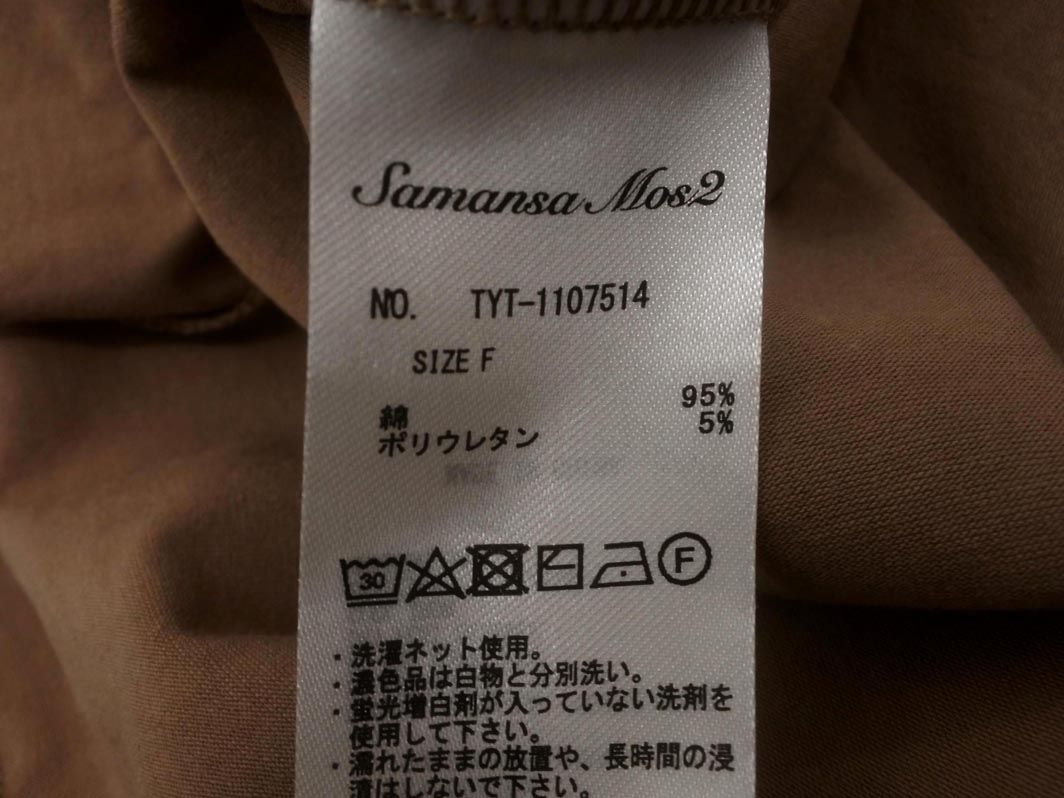 Samansa Mos2
NO. TYT-1107514
SIZE F
綿 95%
ポリウレタン 5%
30
F
・洗濯ネット使用。
・濃色品は白物と分別洗い。
・蛍光増白剤が入っていない洗剤を
使用して下さい。
・濡れたままの放置や、長時間の浸
漬はしないで下さい。